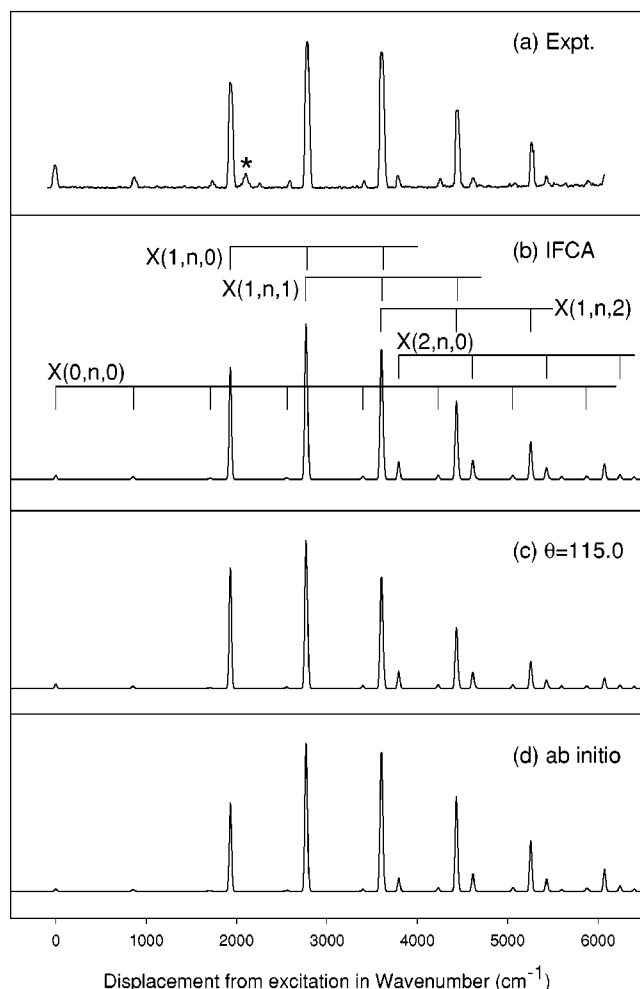 (a) Expt.
*
(b) IFCA
X(1,n,0)
X(1,n,1)
X(1,n,2)
X(2,n,0)
X(0,n,0)
(c) θ=115.0
(d) ab initio
0 1000 2000 3000 4000 5000 6000
Displacement from excitation in Wavenumber (cm⁻¹)